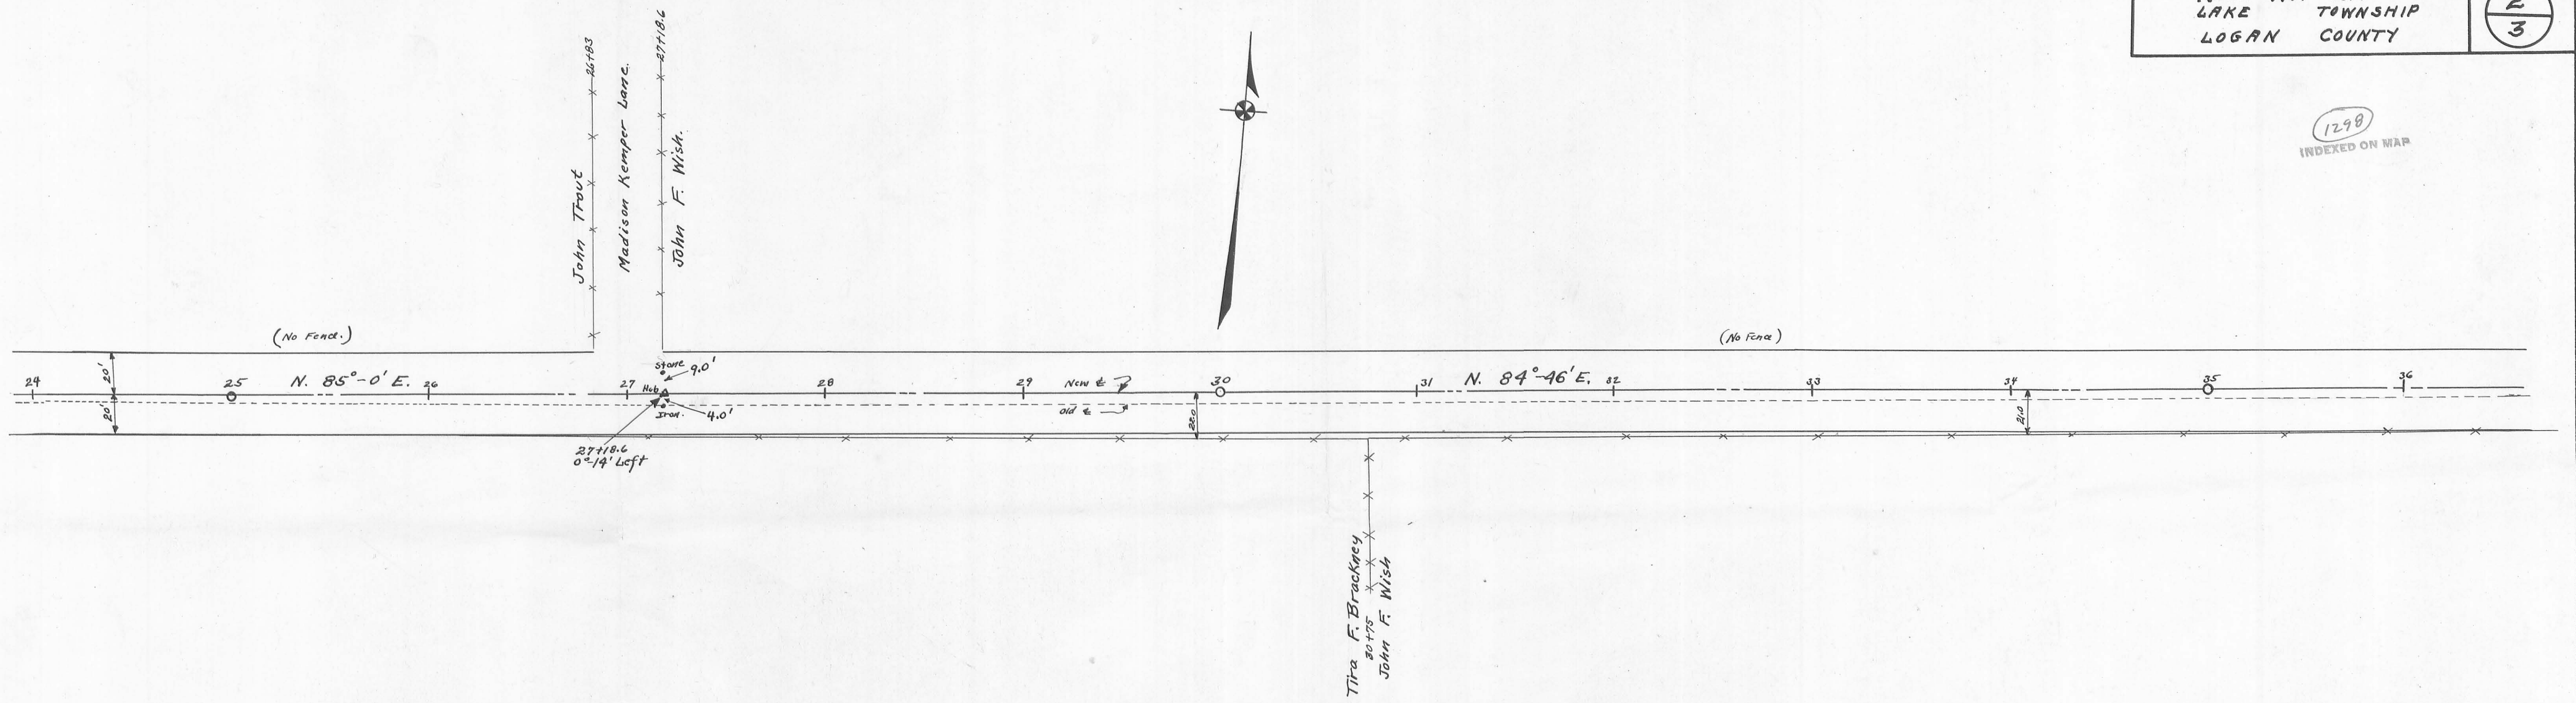 LAKE TOWNSHIP
LOGAN COUNTY
2
3
1298
INDEXED ON MAP
26+83
27+18.6
John Trout
Madison Kemper Lane.
John F. Wish.
(No Fence.)
(No Fence)
20'
20'
24
25
N. 85°-0' E.
26
27
Stone
9.0'
Hub
Iron.
4.0'
27+18.6
0°-14' Left
28
29
New ℄
Old ℄
30
22.0
31
N. 84°-46' E.
32
33
34
21.0
35
36
Tira F. Brackney
30+75
John F. Wish